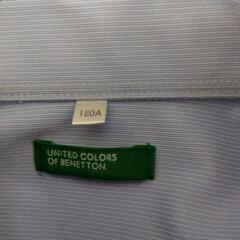 180A
UNITED COLORS
OF BENETTON.